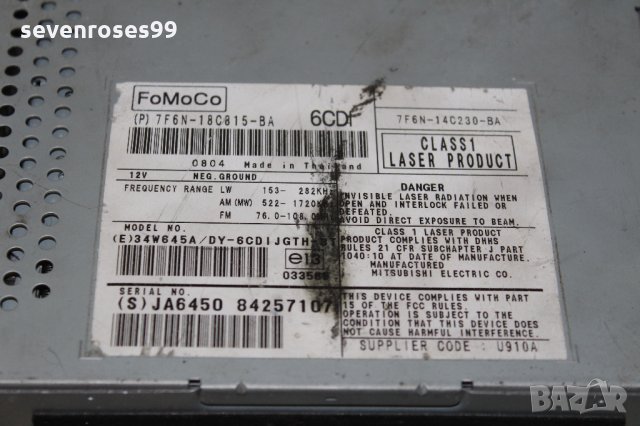 sevenroses99
FoMoCo
(P) 7F6N-18C815-BA 6CDI 7F6N-14C230-BA
CLASS1
LASER PRODUCT
0804 Made in Thailand
12V NEG.GROUND
FREQUENCY RANGE LW 153- 282KHz
AM (MW) 522- 1720K
FM 76.0-108.0
DANGER
INVISIBLE LASER RADIATION WHEN
OPEN AND INTERLOCK FAILED OR
DEFEATED.
AVOID DIRECT EXPOSURE TO BEAM.
MODEL NO.
(E)34W645A/DY-6CDIJGTH-
e13
033588
CLASS 1 LASER PRODUCT
PRODUCT COMPLIES WITH DHHS
RULES 21 CFR SUBCHAPTER J PART
1040:10 AT DATE OF MANUFACTURE.
MANUFACTURED
MITSUBISHI ELECTRIC CO.
SERIAL NO.
(S)JA6450 84257107
THIS DEVICE COMPLIES WITH PART
15 OF THE FCC RULES.
OPERATION IS SUBJECT TO THE
CONDITION THAT THIS DEVICE DOES
NOT CAUSE HARMFUL INTERFERENCE.
SUPPLIER CODE : U910A
BAZAR.bg
sevenroses99